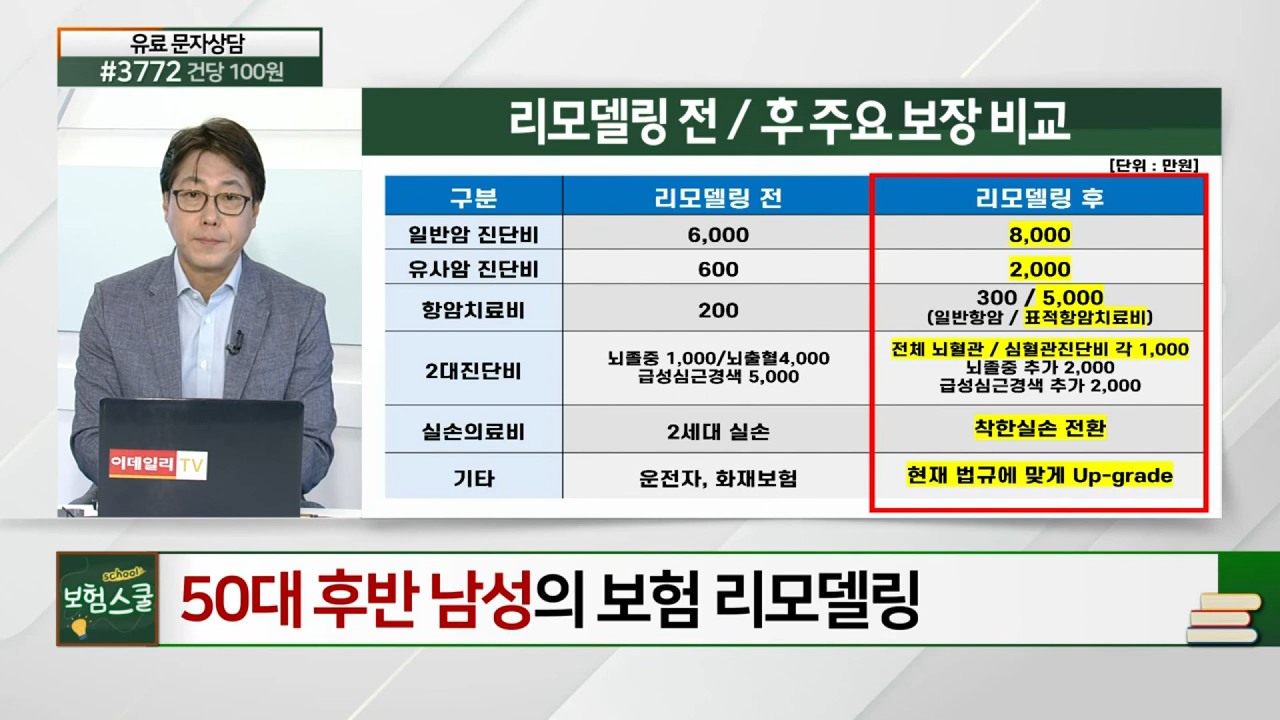 유료 문자상담
#3772 건당 100원
리모델링 전 / 후 주요 보장 비교
[단위 : 만원]
구분 리모델링 전 리모델링 후
일반암 진단비 6,000 8,000
유사암 진단비 600 2,000
항암치료비 200 300 / 5,000
(일반항암 / 표적항암치료비)
2대진단비 뇌졸중 1,000/뇌출혈4,000
급성심근경색 5,000
전체 뇌혈관 / 심혈관진단비 각 1,000
뇌졸중 추가 2,000
급성심근경색 추가 2,000
실손의료비 2세대 실손 착한실손 전환
기타 운전자, 화재보험 현재 법규에 맞게 Up-grade
이데일리 TV
school
보험스쿨
50대 후반 남성의 보험 리모델링